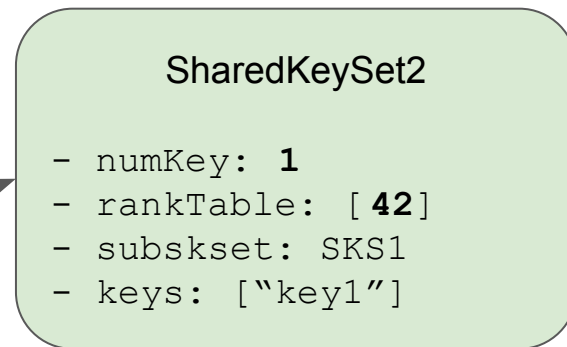 SharedKeySet2
- numKey: 1
- rankTable: [42]
- subskset: SKS1
- keys: [“key1”]